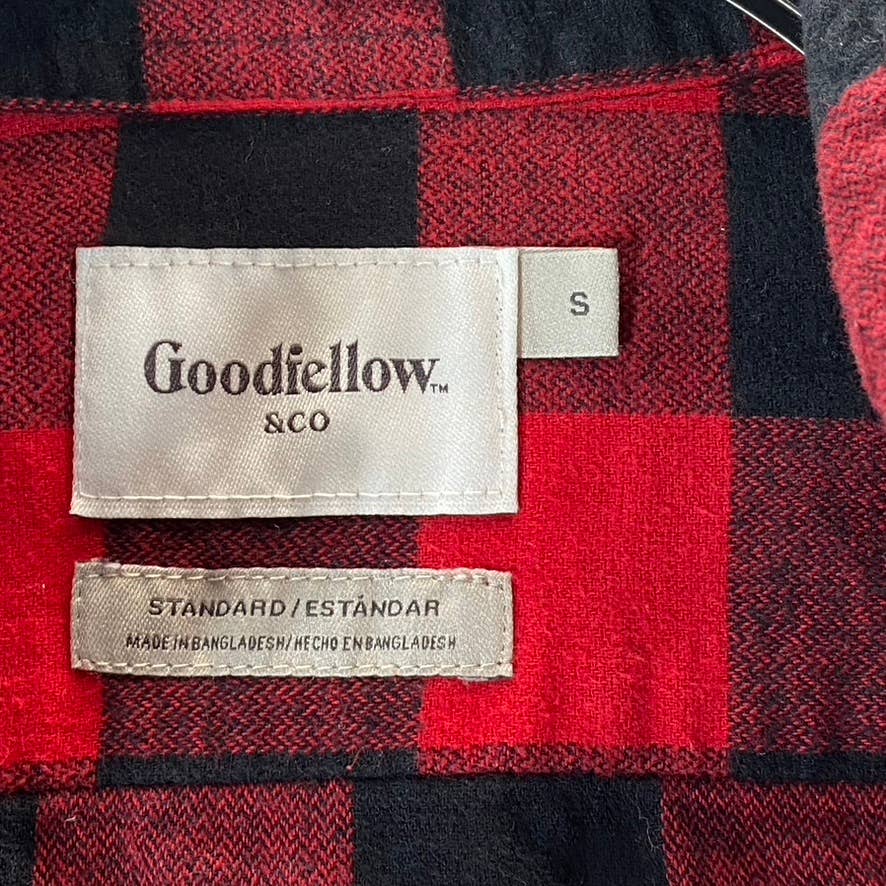 Goodfellow™
&CO
S
STANDARD/ESTÁNDAR
MADE IN BANGLADESH/HECHO EN BANGLADESH